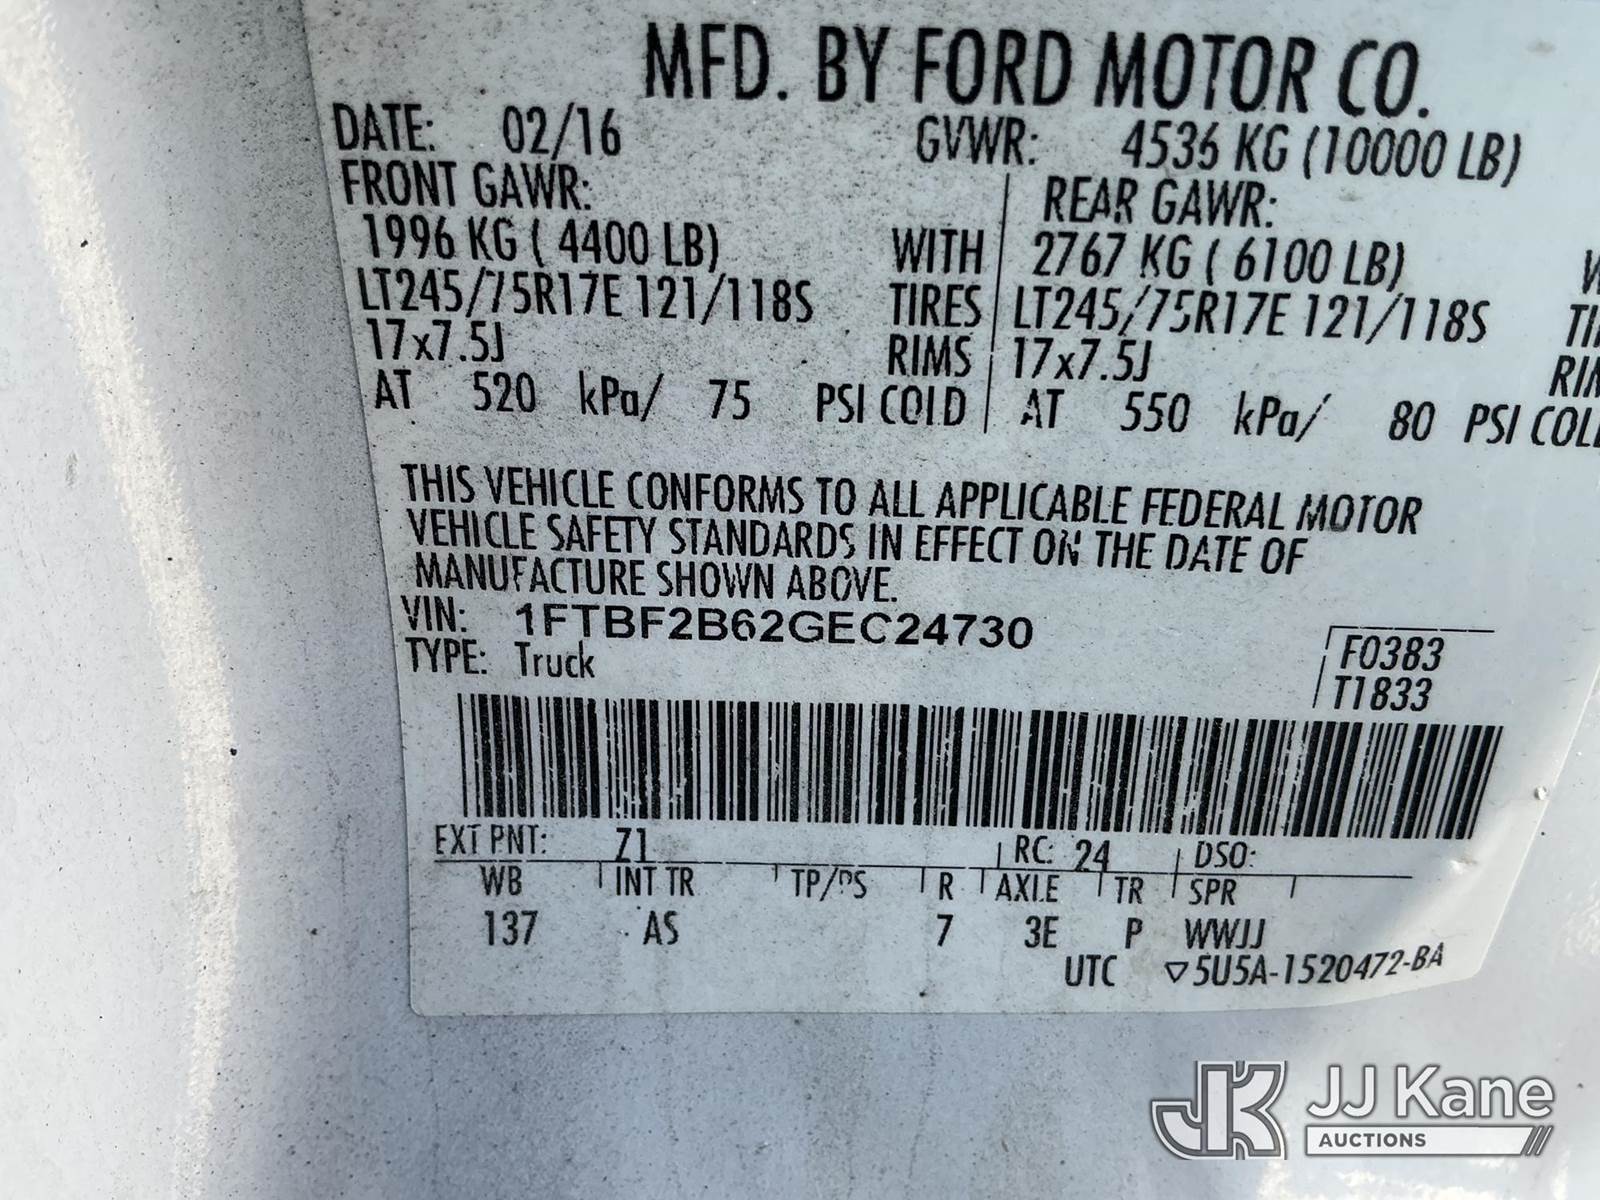 MFD. BY FORD MOTOR CO.
DATE: 02/16 GVWR: 4536 KG (10000 LB)
FRONT GAWR: REAR GAWR:
1996 KG ( 4400 LB) WITH 2767 KG ( 6100 LB)
LT245/75R17E 121/118S TIRES LT245/75R17E 121/118S
17x7.5J RIMS 17x7.5J
AT 520 kPa/ 75 PSI COLD AT 550 kPa/ 80 PSI COLD
THIS VEHICLE CONFORMS TO ALL APPLICABLE FEDERAL MOTOR
VEHICLE SAFETY STANDARDS IN EFFECT ON THE DATE OF
MANUFACTURE SHOWN ABOVE.
VIN: 1FTBF2B62GEC24730
TYPE: Truck
F0383
T1833
EXT PNT: Z1 RC: 24 DSO:
WB INT TR TP/PS R AXLE TR SPR
137 AS 7 3E P WWJJ
UTC ▽5U5A-1520472-BA
JK JJ Kane
AUCTIONS